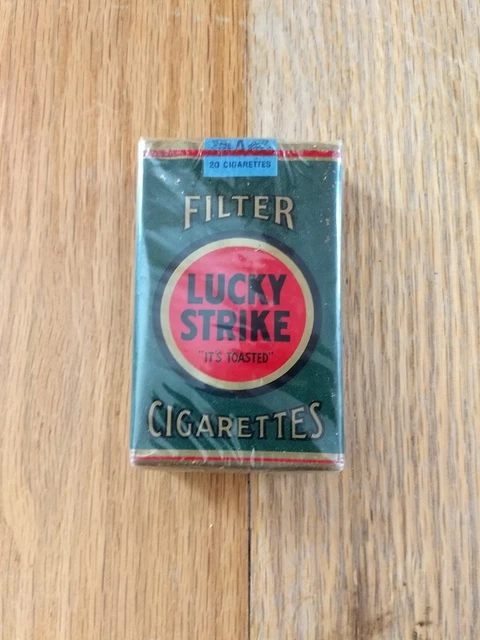 20 CIGARETTES
FILTER
LUCKY
STRIKE
"IT'S TOASTED"
CIGARETTES